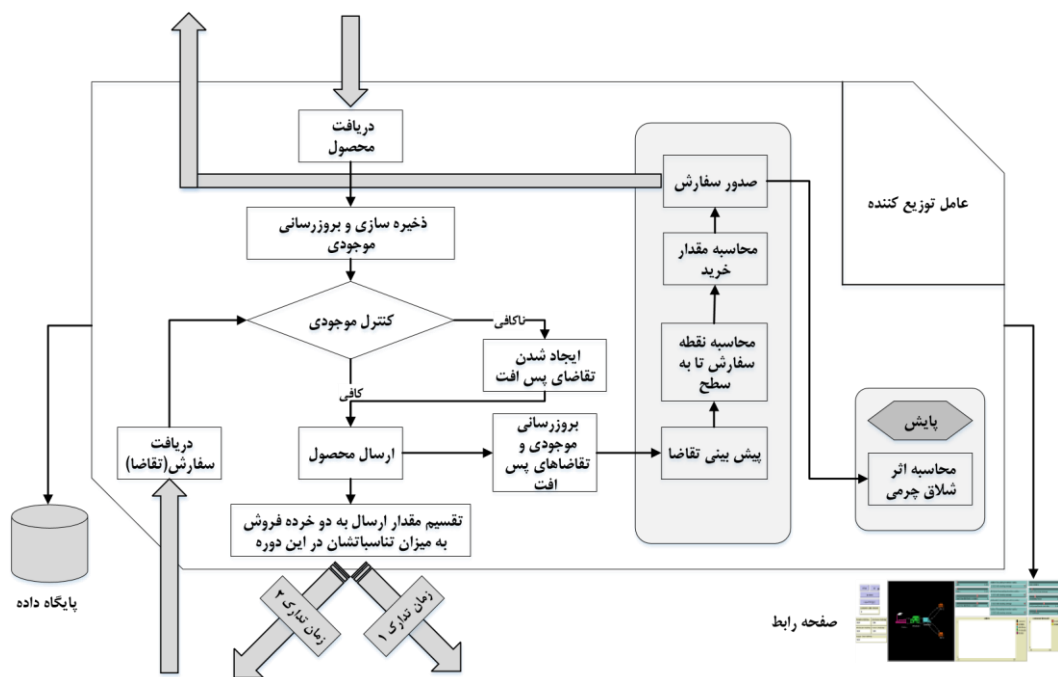 دریافت
محصول
ذخیره سازی و بروزرسانی
موجودی
کنترل موجودی
ناکافی
ایجاد شدن
تقاضای پس افت
کافی
دریافت
سفارش(تقاضا)
ارسال محصول
بروزرسانی
موجودی و
تقاضاهای پس
افت
تقسیم مقدار ارسال به دو خرده فروش
به میزان تناسباتشان در این دوره
زمان تدارک ۲
زمان تدارک ۱
صدور سفارش
محاسبه مقدار
خرید
محاسبه نقطه
سفارش تا به
سطح
پیش بینی تقاضا
عامل توزیع کننده
پایش
محاسبه اثر
شلاق چرمی
پایگاه داده
صفحه رابط